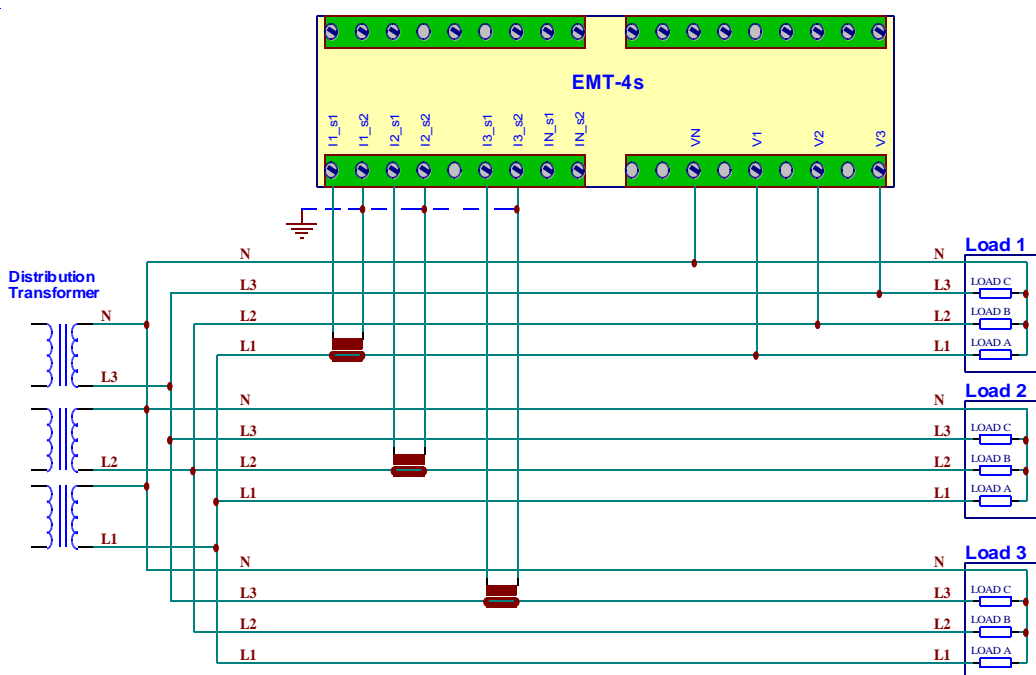 EMT-4s
I1_s1
I1_s2
I2_s1
I2_s2
I3_s1
I3_s2
IN_s1
IN_s2
VN
V1
V2
V3
Distribution
Transformer
N
L3
L2
L1
N
L3
L2
L1
N
L3
L2
L1
Load 1
LOAD C
LOAD B
LOAD A
N
L3
L2
L1
N
L3
L2
L1
Load 2
LOAD C
LOAD B
LOAD A
N
L3
L2
L1
N
L3
L2
L1
Load 3
LOAD C
LOAD B
LOAD A